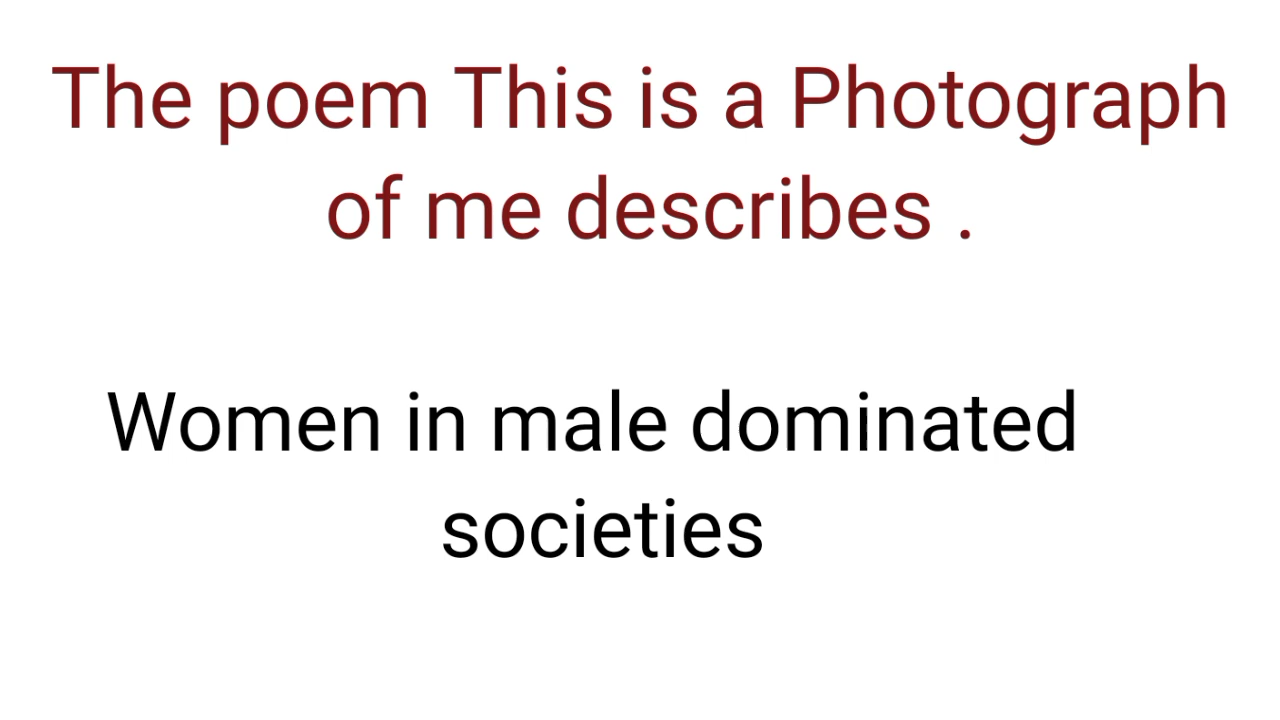 The poem This is a Photograph
of me describes .
Women in male dominated
societies